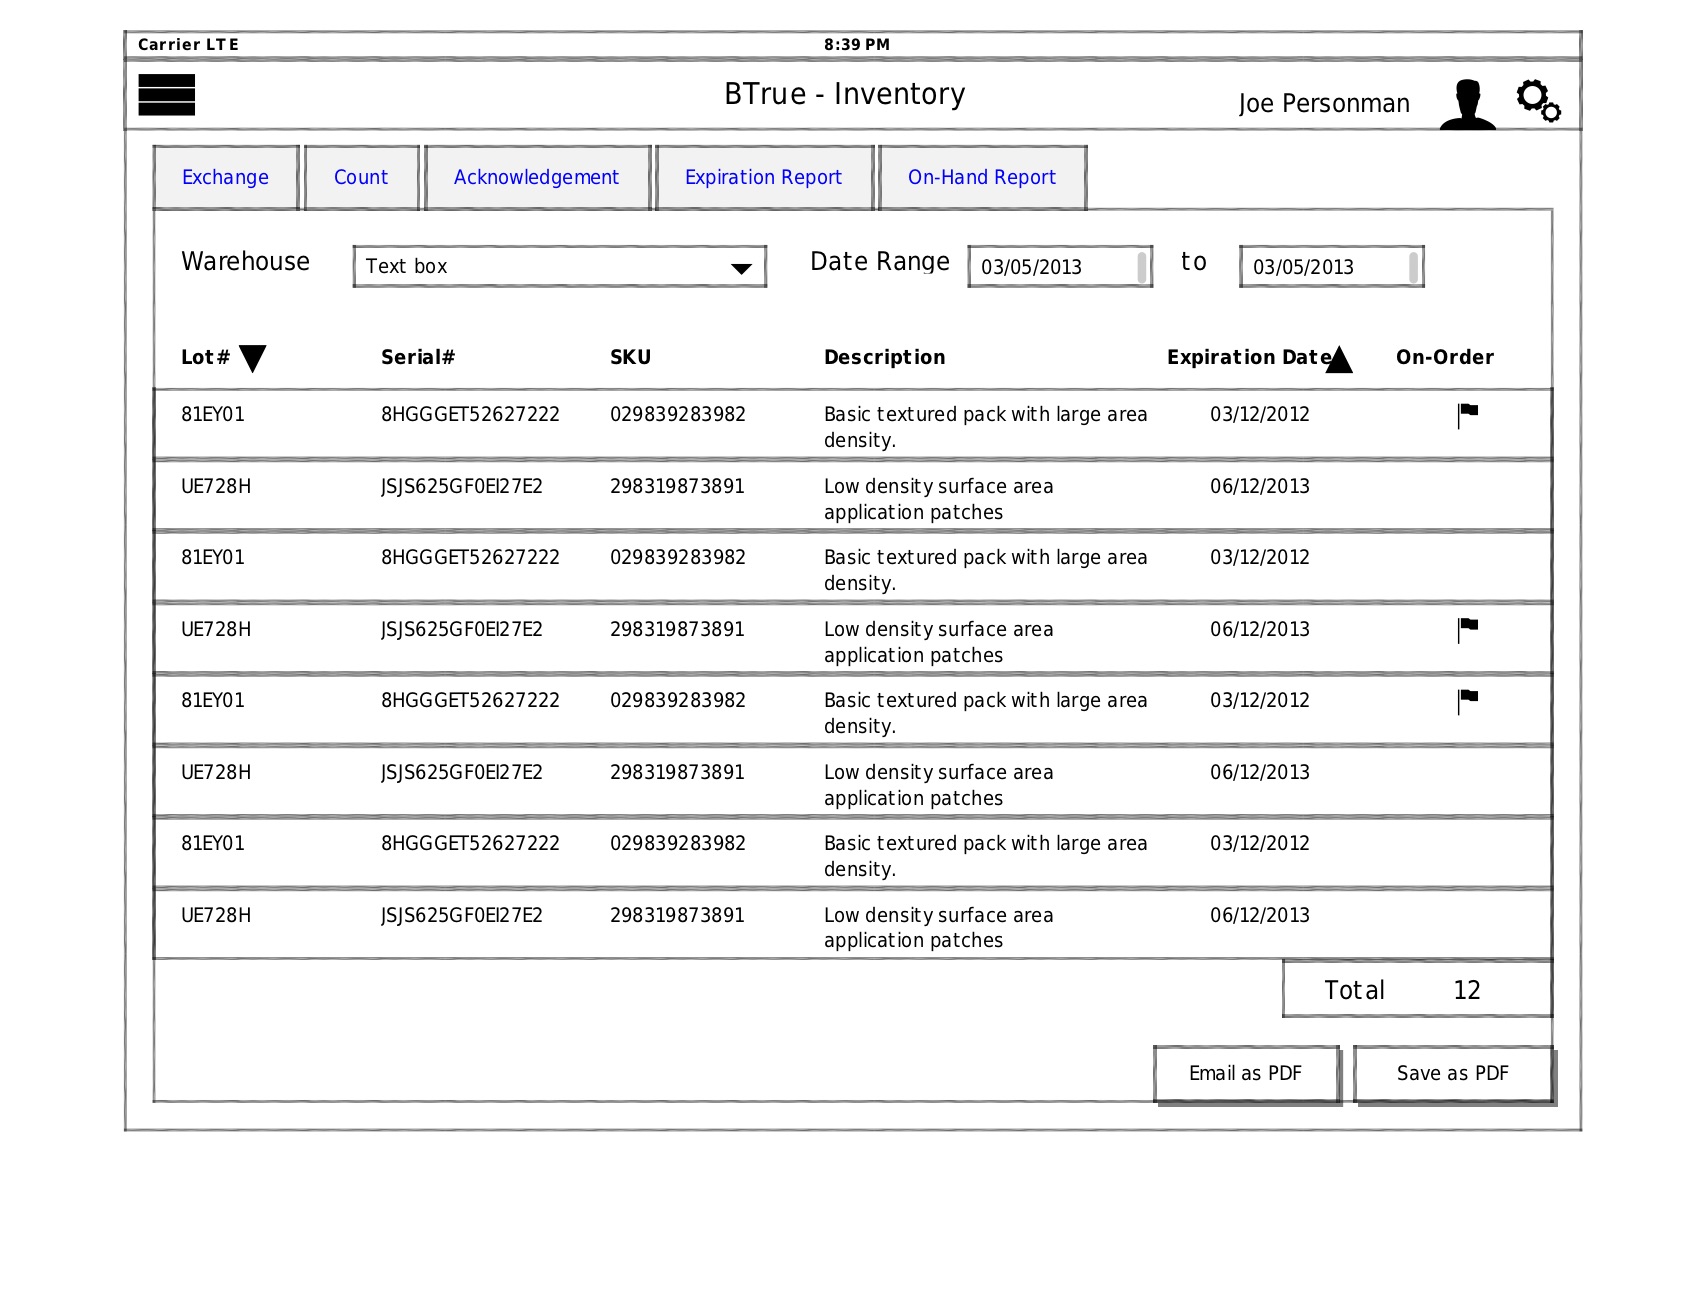 Carrier LTE 8:39 PM
BTrue - Inventory Joe Personman
Exchange Count Acknowledgement Expiration Report On-Hand Report
Warehouse Text box Date Range 03/05/2013 to 03/05/2013
Lot# Serial# SKU Description Expiration Date On-Order
81EY01 8HGGGET52627222 029839283982 Basic textured pack with large area 03/12/2012
density.
UE728H JSJS625GF0EI27E2 298319873891 Low density surface area 06/12/2013
application patches
81EY01 8HGGGET52627222 029839283982 Basic textured pack with large area 03/12/2012
density.
UE728H JSJS625GF0EI27E2 298319873891 Low density surface area 06/12/2013
application patches
81EY01 8HGGGET52627222 029839283982 Basic textured pack with large area 03/12/2012
density.
UE728H JSJS625GF0EI27E2 298319873891 Low density surface area 06/12/2013
application patches
81EY01 8HGGGET52627222 029839283982 Basic textured pack with large area 03/12/2012
density.
UE728H JSJS625GF0EI27E2 298319873891 Low density surface area 06/12/2013
application patches
Total 12
Email as PDF Save as PDF